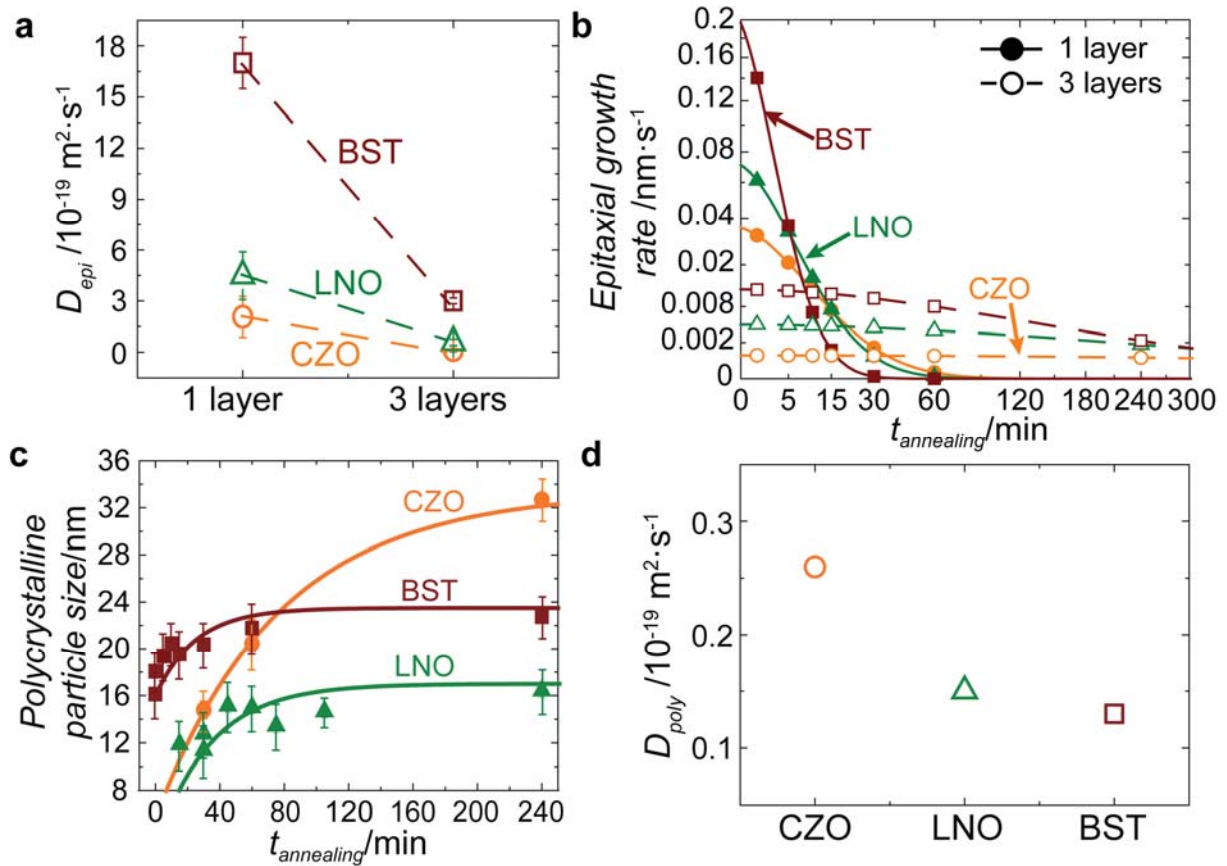 a
D_epi /10⁻¹⁹ m²·s⁻¹
18
15
12
9
6
3
0
BST
LNO
CZO
1 layer
3 layers
b
Epitaxial growth
rate /nm·s⁻¹
0.2
0.16
0.12
0.08
0.04
0.02
0.008
0.002
0
1 layer
3 layers
BST
LNO
CZO
0 5 15 30 60 120 180 240 300
t_annealing/min
c
Polycrystalline
particle size/nm
36
32
28
24
20
16
12
8
CZO
BST
LNO
0 40 80 120 160 200 240
t_annealing/min
d
D_poly /10⁻¹⁹ m²·s⁻¹
0.3
0.2
0.1
CZO LNO BST